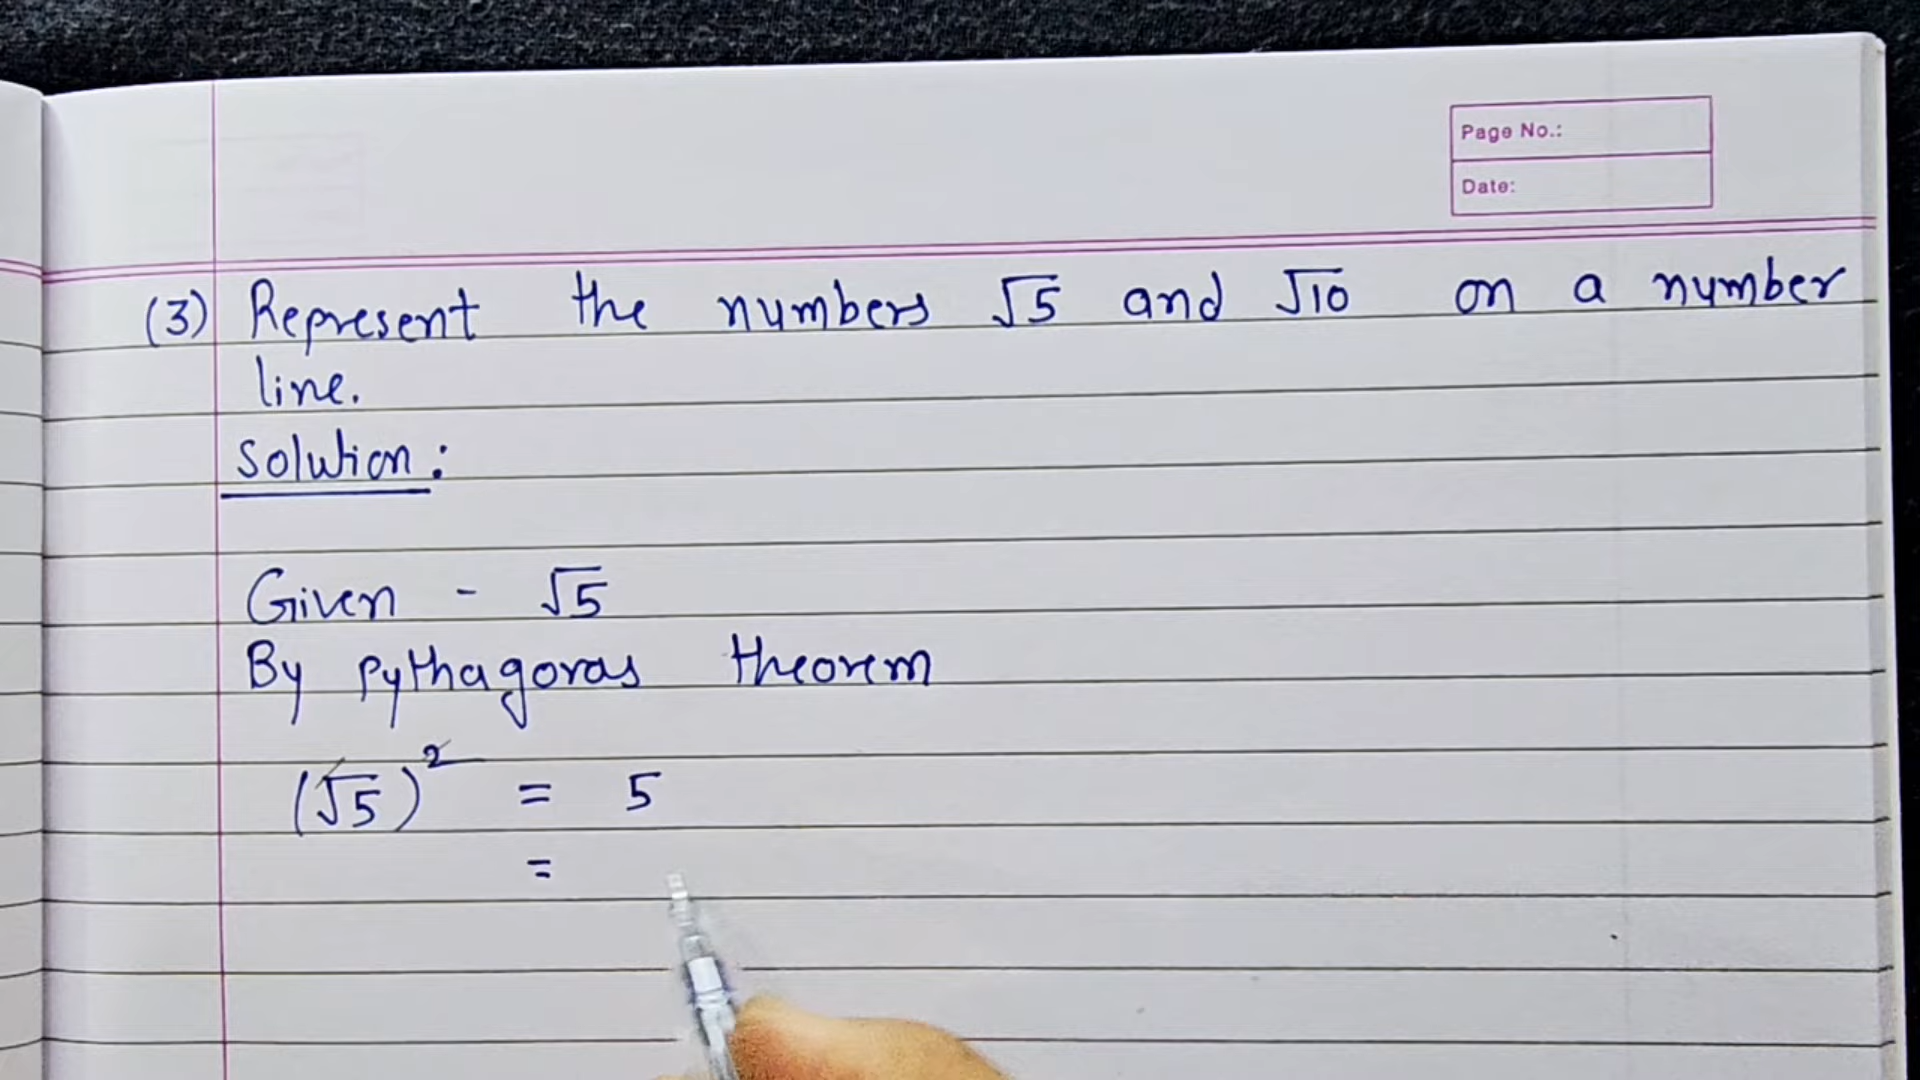 Page No.:
Date:
(3) Represent the numbers √5 and √10 on a number
line.
Solution:
Given - √5
By Pythagoras theorem
(√5)² = 5
=